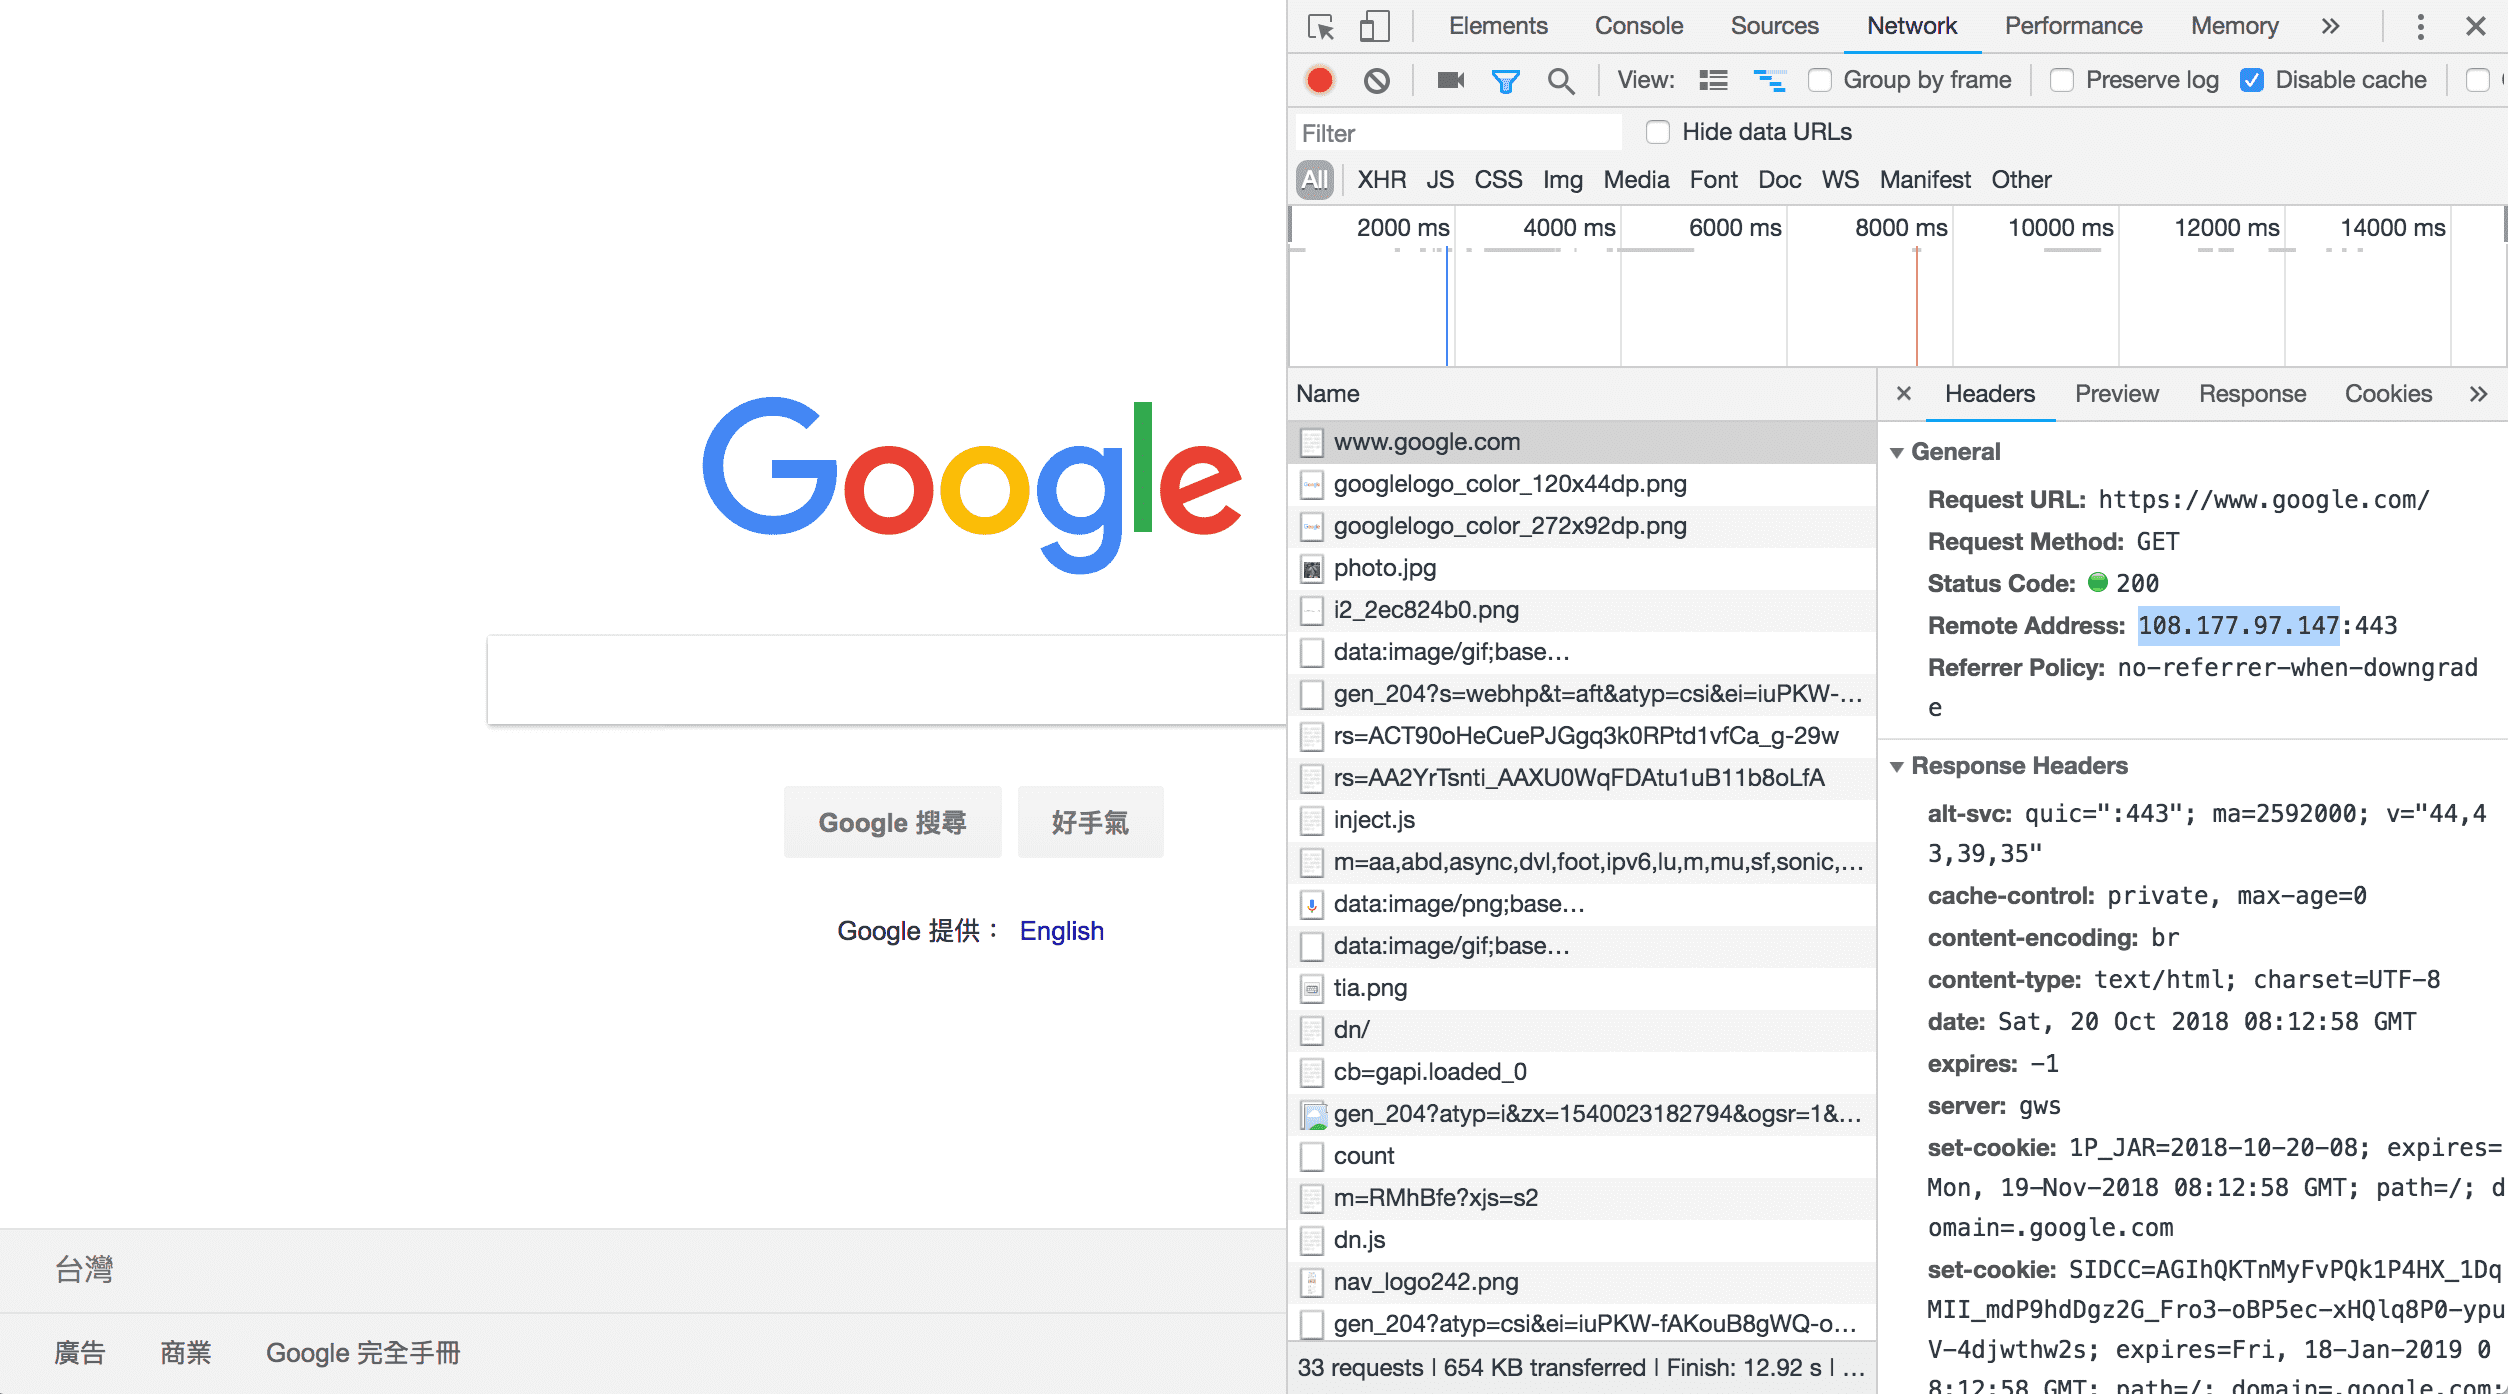 Google
Google 搜尋
好手氣
Google 提供： English
台灣
廣告 商業 Google 完全手冊
Elements Console Sources Network Performance Memory »
View: Group by frame Preserve log Disable cache
Filter Hide data URLs
All XHR JS CSS Img Media Font Doc WS Manifest Other
2000 ms 4000 ms 6000 ms 8000 ms 10000 ms 12000 ms 14000 ms
Name
www.google.com
googlelogo_color_120x44dp.png
googlelogo_color_272x92dp.png
photo.jpg
i2_2ec824b0.png
data:image/gif;base…
gen_204?s=webhp&t=aft&atyp=csi&ei=iuPKW-…
rs=ACT90oHeCuePJGgq3k0RPtd1vfCa_g-29w
rs=AA2YrTsnti_AAXU0WqFDAtu1uB11b8oLfA
inject.js
m=aa,abd,async,dvl,foot,ipv6,lu,m,mu,sf,sonic,…
data:image/png;base…
data:image/gif;base…
tia.png
dn/
cb=gapi.loaded_0
gen_204?atyp=i&zx=1540023182794&ogsr=1&…
count
m=RMhBfe?xjs=s2
dn.js
nav_logo242.png
gen_204?atyp=csi&ei=iuPKW-fAKouB8gWQ-o…
33 requests | 654 KB transferred | Finish: 12.92 s | …
× Headers Preview Response Cookies »
General
Request URL: https://www.google.com/
Request Method: GET
Status Code: 200
Remote Address: 108.177.97.147:443
Referrer Policy: no-referrer-when-downgrad
e
Response Headers
alt-svc: quic=":443"; ma=2592000; v="44,4
3,39,35"
cache-control: private, max-age=0
content-encoding: br
content-type: text/html; charset=UTF-8
date: Sat, 20 Oct 2018 08:12:58 GMT
expires: -1
server: gws
set-cookie: 1P_JAR=2018-10-20-08; expires=
Mon, 19-Nov-2018 08:12:58 GMT; path=/; d
omain=.google.com
set-cookie: SIDCC=AGIhQKTnMyFvPQk1P4HX_1Dq
MII_mdP9hdDgz2G_Fro3-oBP5ec-xHQlq8P0-ypu
V-4djwthw2s; expires=Fri, 18-Jan-2019 0
8:12:58 GMT; path=/; domain=.google.com;